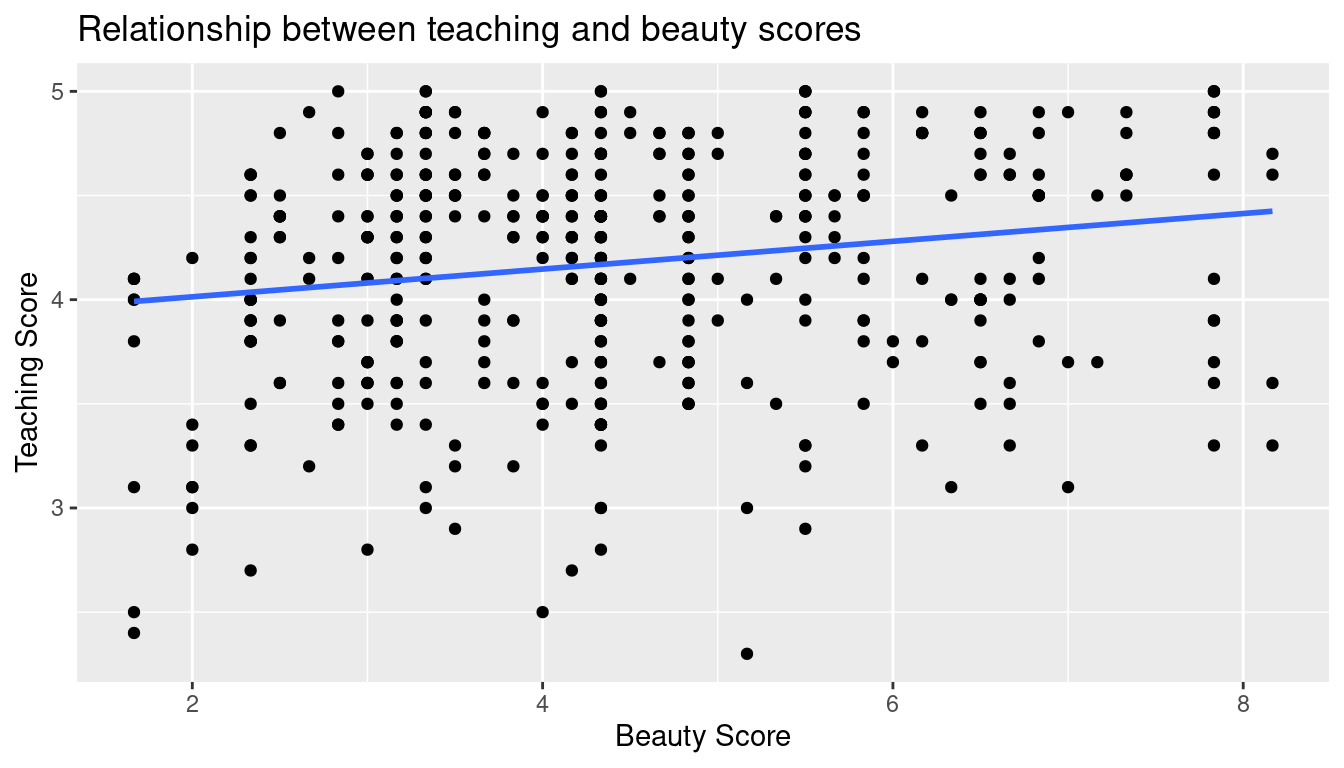 Relationship between teaching and beauty scores
5
4
3
Teaching Score
2 4 6 8
Beauty Score